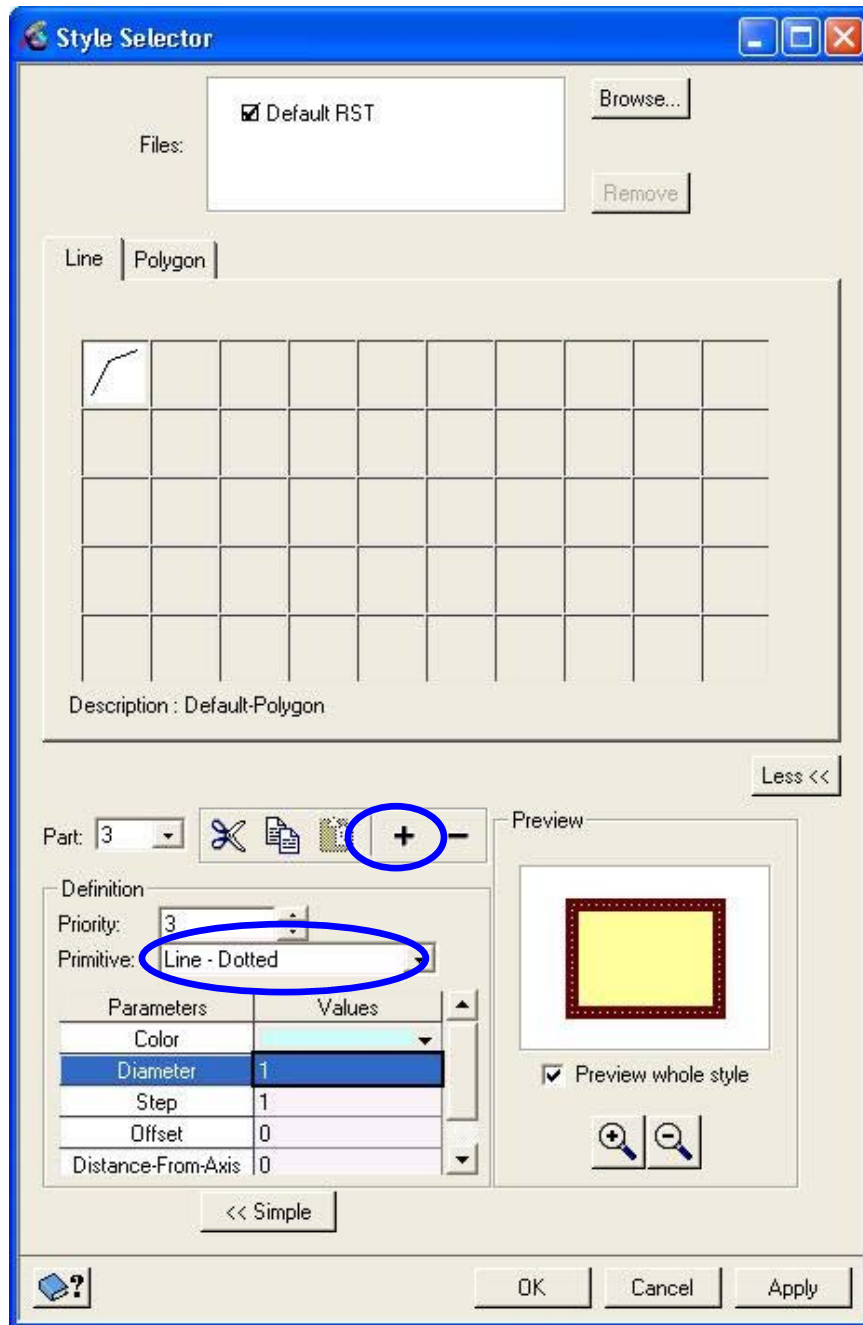 Style Selector
Files:
Default RST
Browse...
Remove
Line
Polygon
Description : Default-Polygon
Less <<
Part: 3
Preview
Definition
Priority: 3
Primitive: Line - Dotted
Parameters Values
Color
Diameter 1
Step 1
Offset 0
Distance-From-Axis 0
Preview whole style
<< Simple
OK
Cancel
Apply